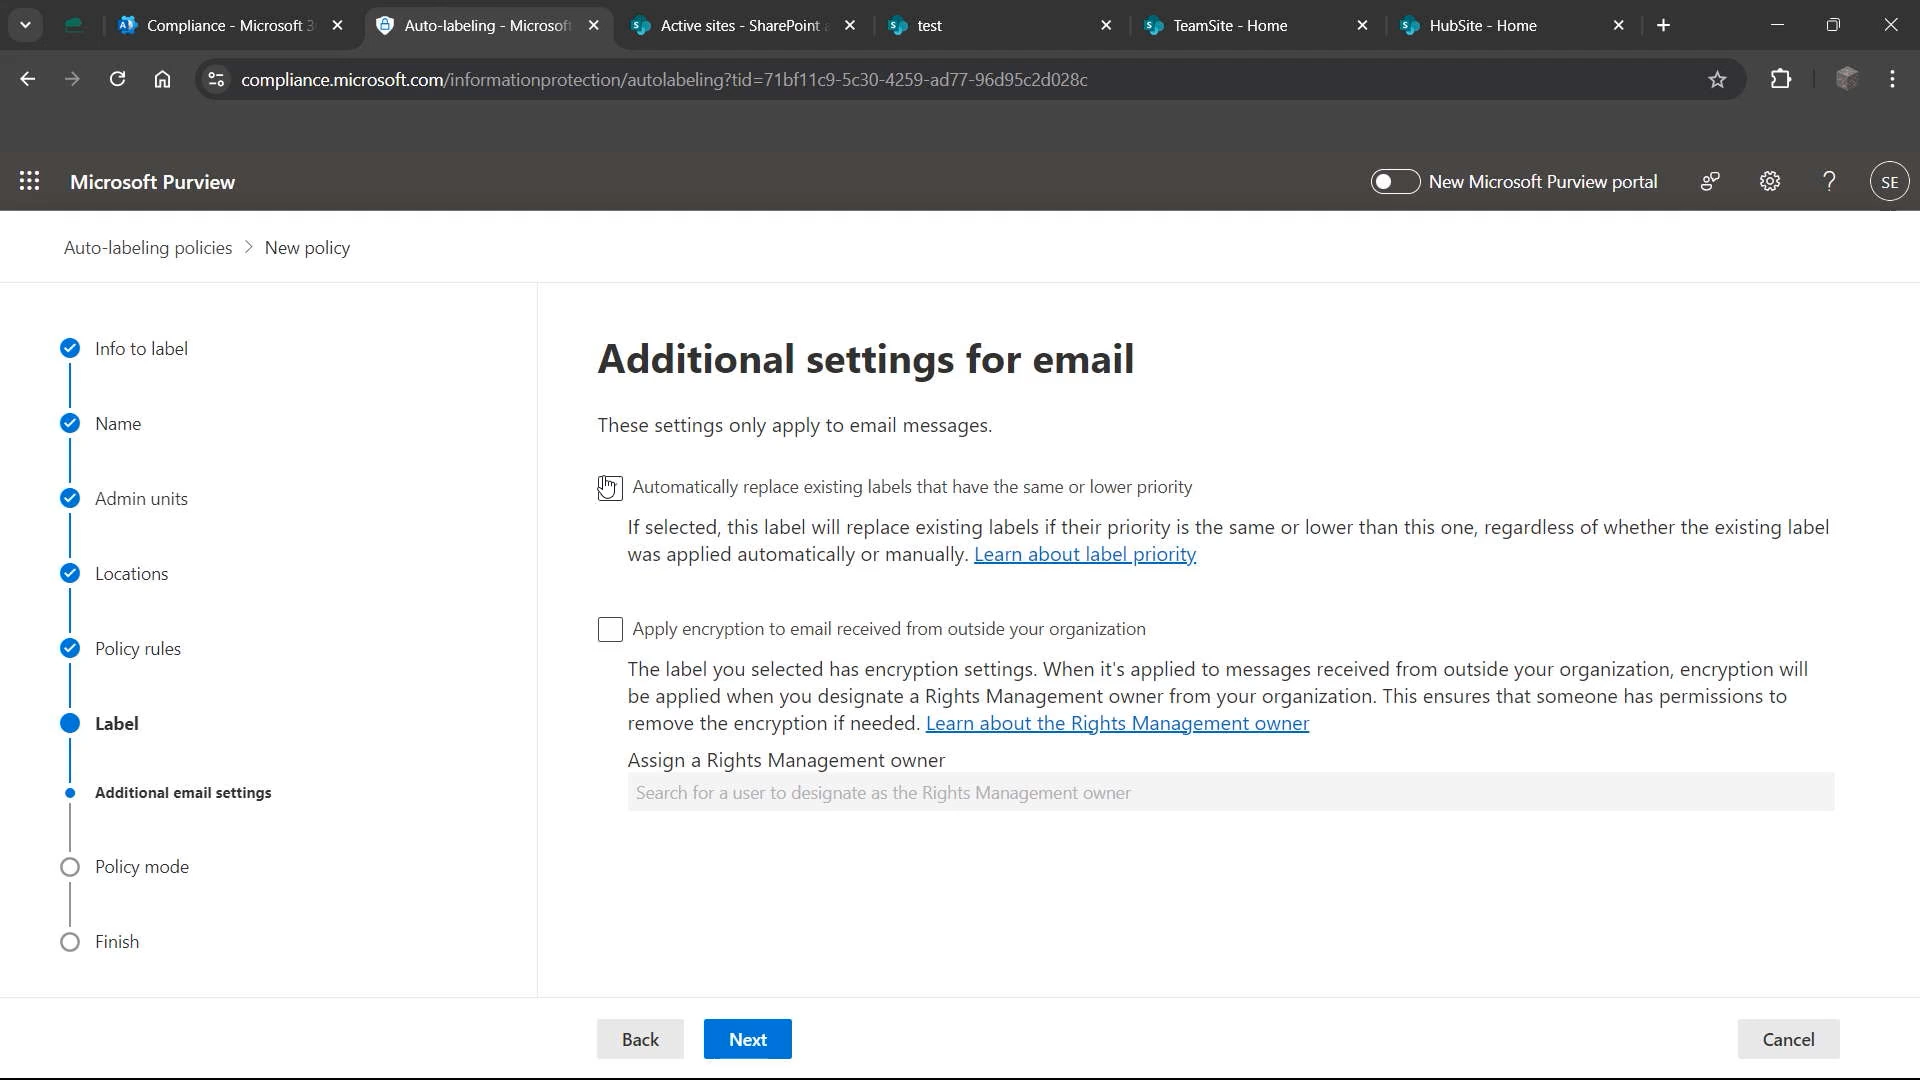 Compliance - Microsoft 3
Auto-labeling - Microsoft
Active sites - SharePoint a
test
TeamSite - Home
HubSite - Home
compliance.microsoft.com/informationprotection/autolabeling?tid=71bf11c9-5c30-4259-ad77-96d95c2d028c
Microsoft Purview
New Microsoft Purview portal
SE
Auto-labeling policies > New policy
Info to label
Name
Admin units
Locations
Policy rules
Label
Additional email settings
Policy mode
Finish
Additional settings for email
These settings only apply to email messages.
Automatically replace existing labels that have the same or lower priority
If selected, this label will replace existing labels if their priority is the same or lower than this one, regardless of whether the existing label
was applied automatically or manually. Learn about label priority
Apply encryption to email received from outside your organization
The label you selected has encryption settings. When it's applied to messages received from outside your organization, encryption will
be applied when you designate a Rights Management owner from your organization. This ensures that someone has permissions to
remove the encryption if needed. Learn about the Rights Management owner
Assign a Rights Management owner
Search for a user to designate as the Rights Management owner
Back
Next
Cancel